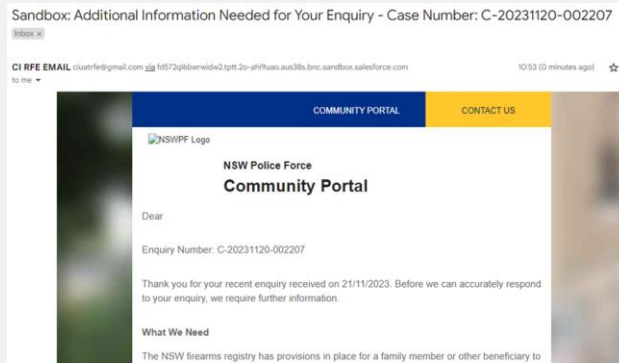 Sandbox: Additional Information Needed for Your Enquiry - Case Number: C-20231120-002207
Inbox ×
CI RFE EMAIL ciuatrfe@gmail.com via fd572ql6berwidw2.tptt.2o-ahi9uao.aus38s.bnc.sandbox.salesforce.com 10:53 (0 minutes ago)
to me
COMMUNITY PORTAL CONTACT US
NSWPF Logo
NSW Police Force
Community Portal
Dear
Enquiry Number: C-20231120-002207
Thank you for your recent enquiry received on 21/11/2023. Before we can accurately respond
to your enquiry, we require further information.
What We Need
The NSW firearms registry has provisions in place for a family member or other beneficiary to